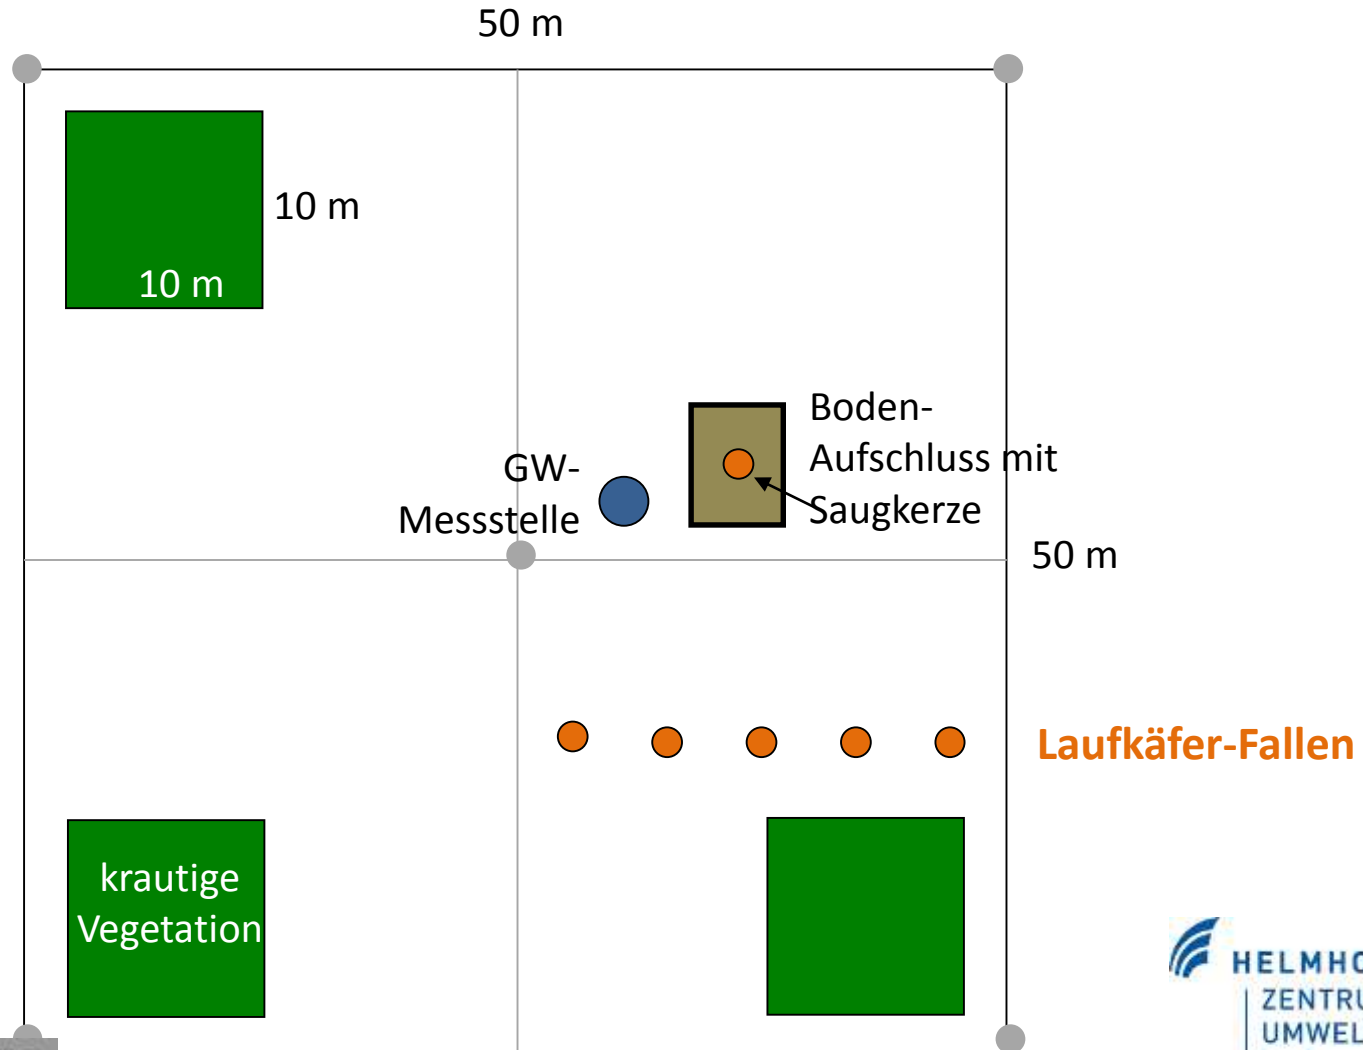 50 m
10 m
10 m
Boden-
Aufschluss mit
Saugkerze
GW-
Messstelle
50 m
Laufkäfer-Fallen
krautige
Vegetation